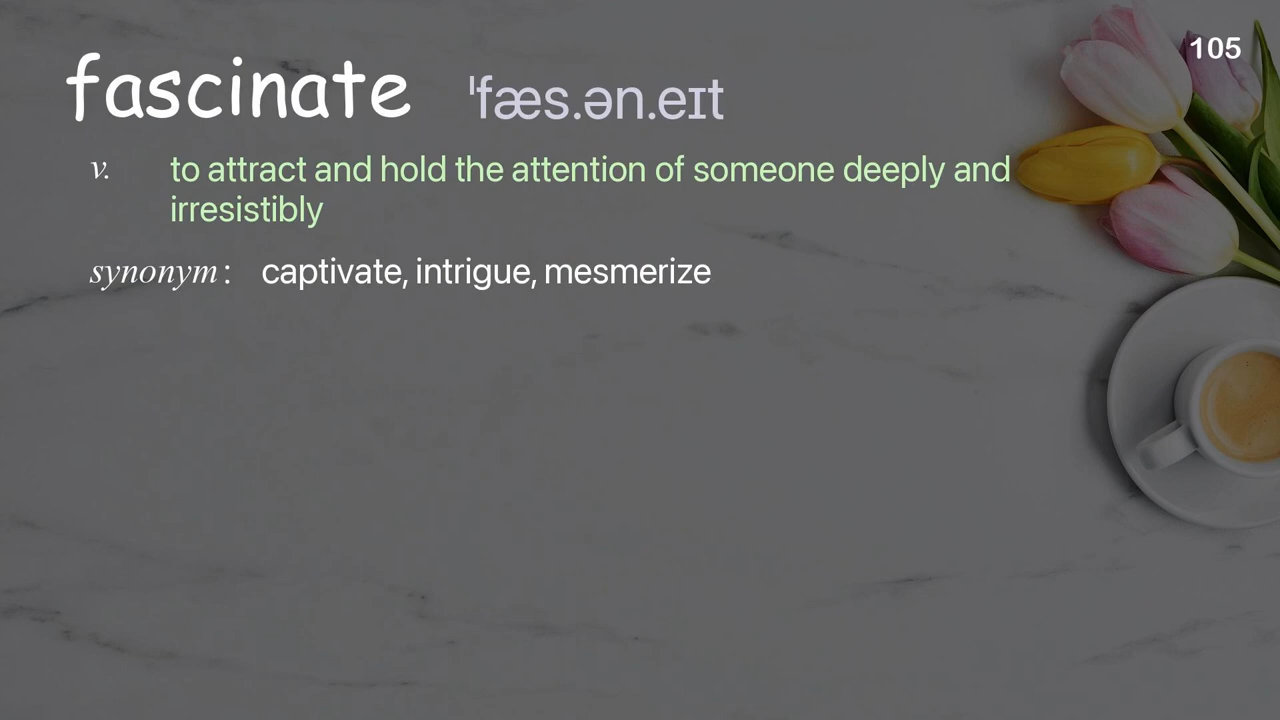 105
fascinate ˈfæs.ən.eɪt
v. to attract and hold the attention of someone deeply and
irresistibly
synonym: captivate, intrigue, mesmerize